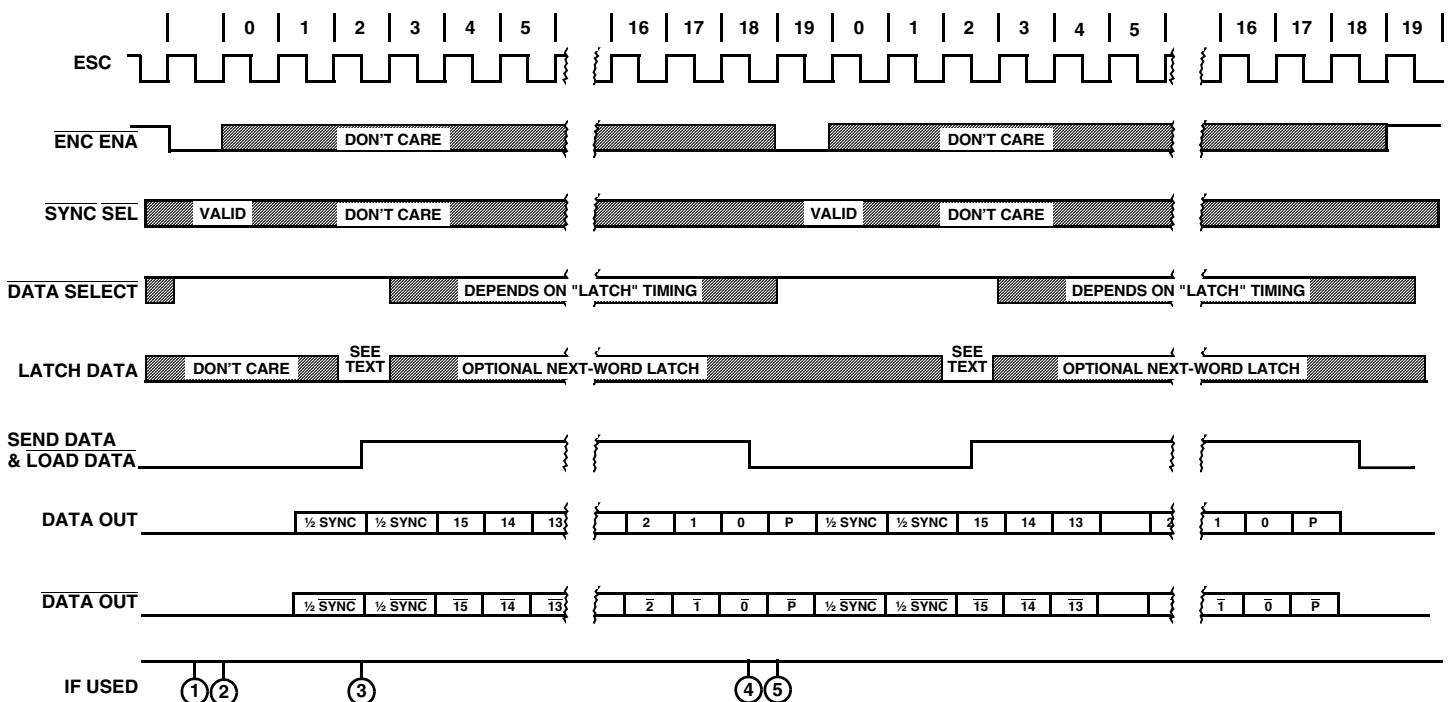 0 1 2 3 4 5 16 17 18 19 0 1 2 3 4 5 16 17 18 19
ESC
ENC ENA DON'T CARE DON'T CARE
SYNC SEL VALID DON'T CARE VALID DON'T CARE
DATA SELECT DEPENDS ON "LATCH" TIMING DEPENDS ON "LATCH" TIMING
LATCH DATA DON'T CARE SEE TEXT OPTIONAL NEXT-WORD LATCH SEE TEXT OPTIONAL NEXT-WORD LATCH
SEND DATA
& LOAD DATA
DATA OUT ½ SYNC ½ SYNC 15 14 13 2 1 0 P ½ SYNC ½ SYNC 15 14 13 2 1 0 P
DATA OUT ½ SYNC ½ SYNC 15 14 13 2 1 0 P ½ SYNC ½ SYNC 15 14 13 1 0 P
IF USED 1 2 3 4 5